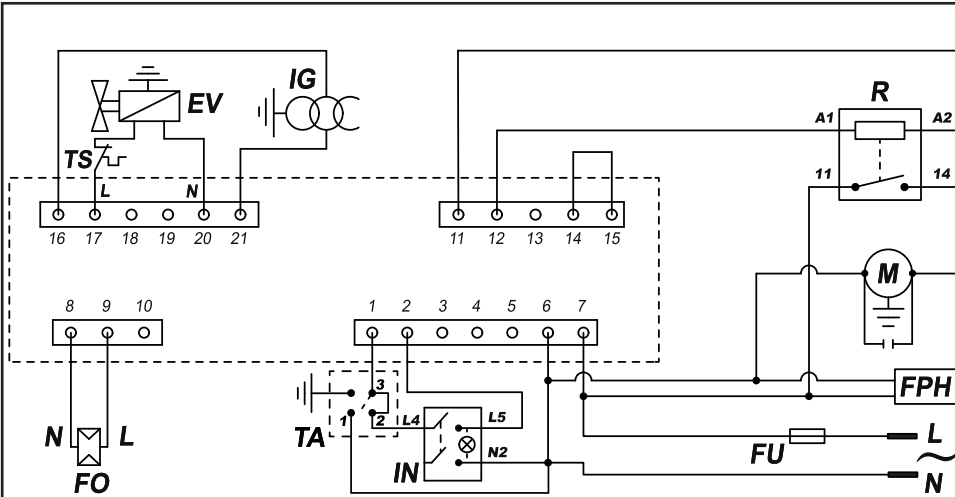 IG
EV
R
A1 A2
TS
L N
11 14
16 17 18 19 20 21
11 12 13 14 15
M
8 9 10
1 2 3 4 5 6 7
3
FPH
1 2 L4 L5
TA
N L
N2
FU L
IN
FO
~
N